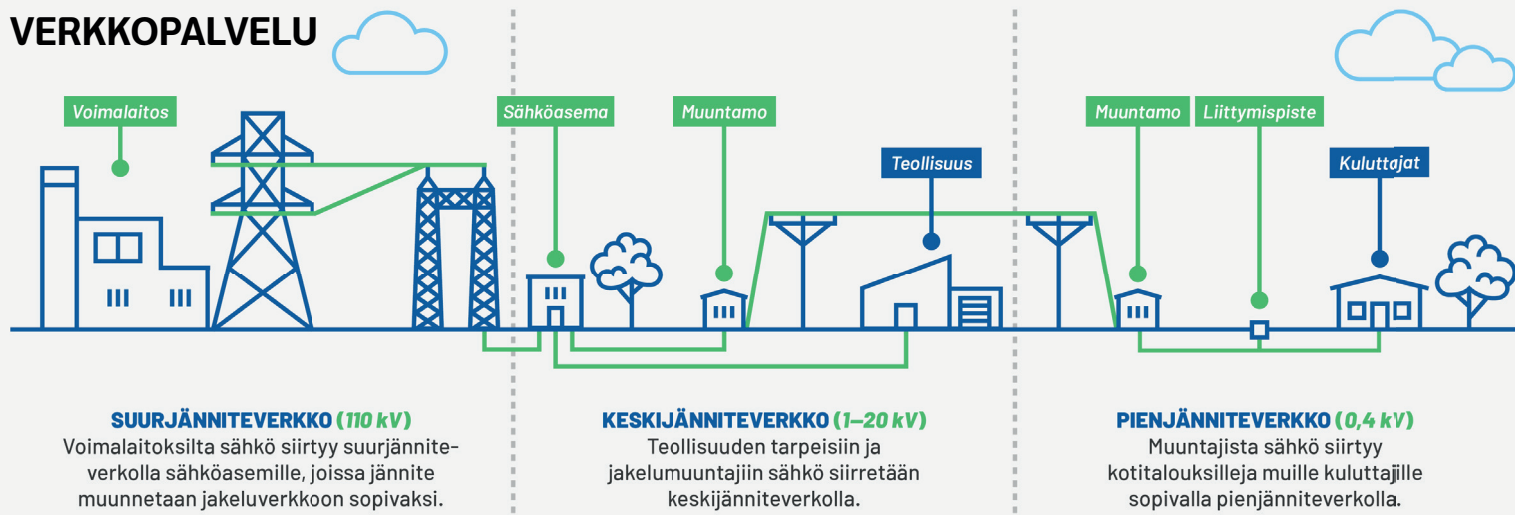 VERKKOPALVELU
Voimalaitos
Sähköasema
Muuntamo
Teollisuus
Muuntamo
Liittymispiste
Kuluttajat
SUURJÄNNITEVERKKO (110 kV)
Voimalaitoksilta sähkö siirtyy suurjännite-
verkolla sähköasemille, joissa jännite
muunnetaan jakeluverkkoon sopivaksi.
KESKIJÄNNITEVERKKO (1–20 kV)
Teollisuuden tarpeisiin ja
jakelumuuntajiin sähkö siirretään
keskijänniteverkolla.
PIENJÄNNITEVERKKO (0,4 kV)
Muuntajista sähkö siirtyy
kotitalouksilleja muille kuluttajille
sopivalla pienjänniteverkolla.